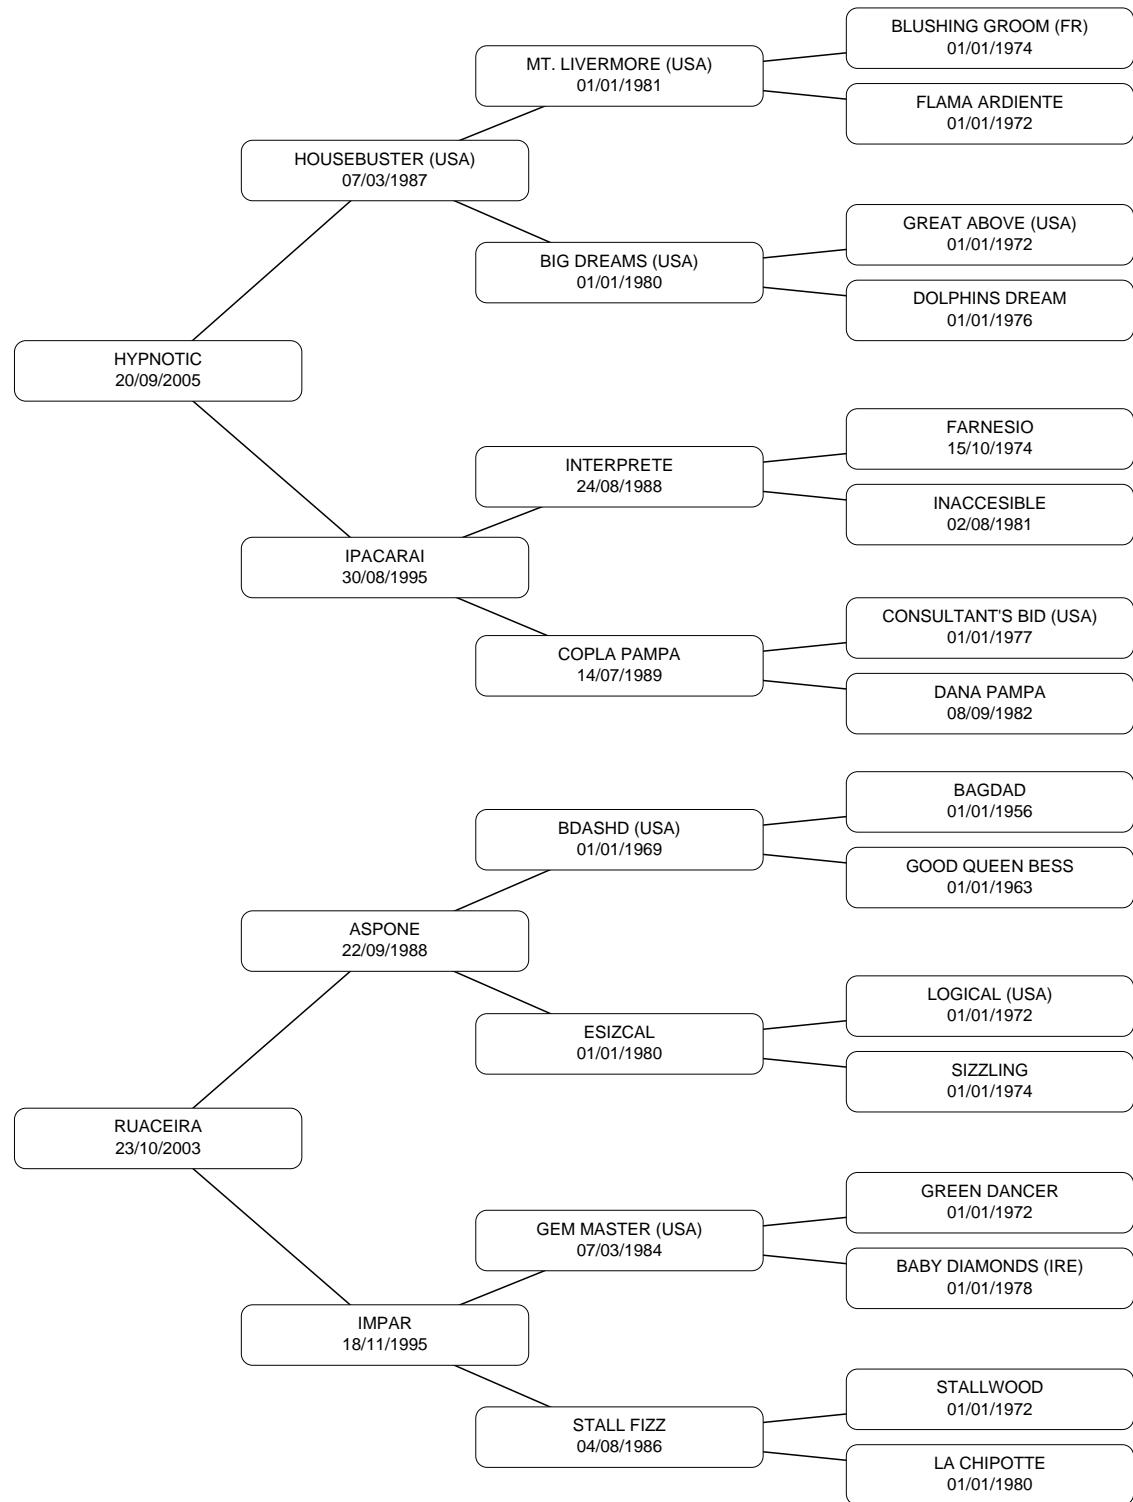 BLUSHING GROOM (FR)
01/01/1974
MT. LIVERMORE (USA)
01/01/1981
FLAMA ARDIENTE
01/01/1972
HOUSEBUSTER (USA)
07/03/1987
GREAT ABOVE (USA)
01/01/1972
BIG DREAMS (USA)
01/01/1980
DOLPHINS DREAM
01/01/1976
HYPNOTIC
20/09/2005
FARNESIO
15/10/1974
INTERPRETE
24/08/1988
INACCESIBLE
02/08/1981
IPACARAI
30/08/1995
CONSULTANT'S BID (USA)
01/01/1977
COPLA PAMPA
14/07/1989
DANA PAMPA
08/09/1982
BAGDAD
01/01/1956
BDASHD (USA)
01/01/1969
GOOD QUEEN BESS
01/01/1963
ASPONE
22/09/1988
LOGICAL (USA)
01/01/1972
ESIZCAL
01/01/1980
SIZZLING
01/01/1974
RUACEIRA
23/10/2003
GREEN DANCER
01/01/1972
GEM MASTER (USA)
07/03/1984
BABY DIAMONDS (IRE)
01/01/1978
IMPAR
18/11/1995
STALLWOOD
01/01/1972
STALL FIZZ
04/08/1986
LA CHIPOTTE
01/01/1980